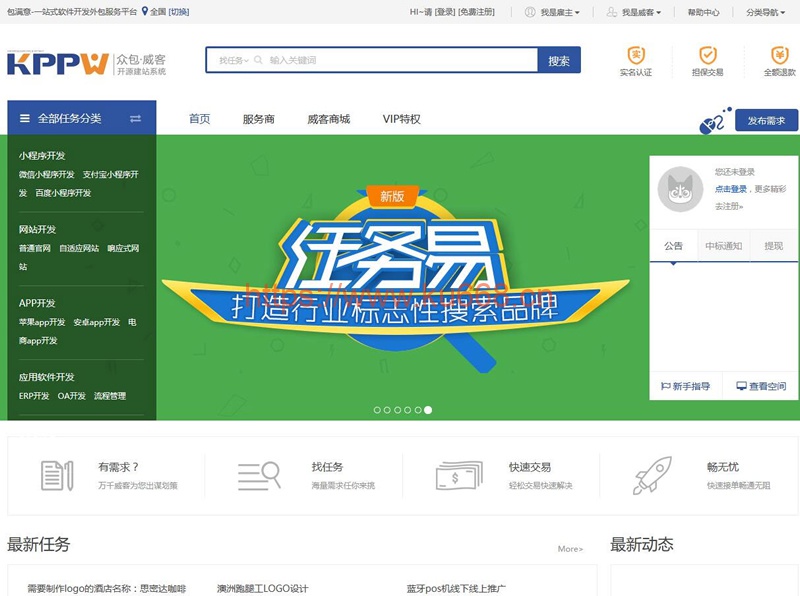 包满意-一站式软件开发外包服务平台 全国 [切换] HI~请 [登录] [免费注册] 我是雇主 我是威客 帮助中心 分类导航
KPPW 众包·威客
开源建站系统
找任务 输入关键词 搜索
实名认证 担保交易 全额退款
全部任务分类 首页 服务商 威客商城 VIP特权 发布需求
小程序开发
微信小程序开发 支付宝小程序开
发 百度小程序开发
网站开发
普通官网 自适应网站 响应式网
站
APP开发
苹果app开发 安卓app开发 电
商app开发
应用软件开发
ERP开发 OA开发 流程管理
新版
任务易
打造行业标志性搜索品牌
您还未登录
点击登录，更多精彩
去注册»
公告 中标通知 提现
新手指导 查看空间
有需求？
万千威客为您出谋划策
找任务
海量需求任你来挑
快速交易
轻松交易快速解决
畅无忧
快速接单畅通无阻
最新任务 More> 最新动态
需要制作logo的酒店名称：思密达咖啡 澳洲跑腿工LOGO设计 蓝牙pos机线下线上推广